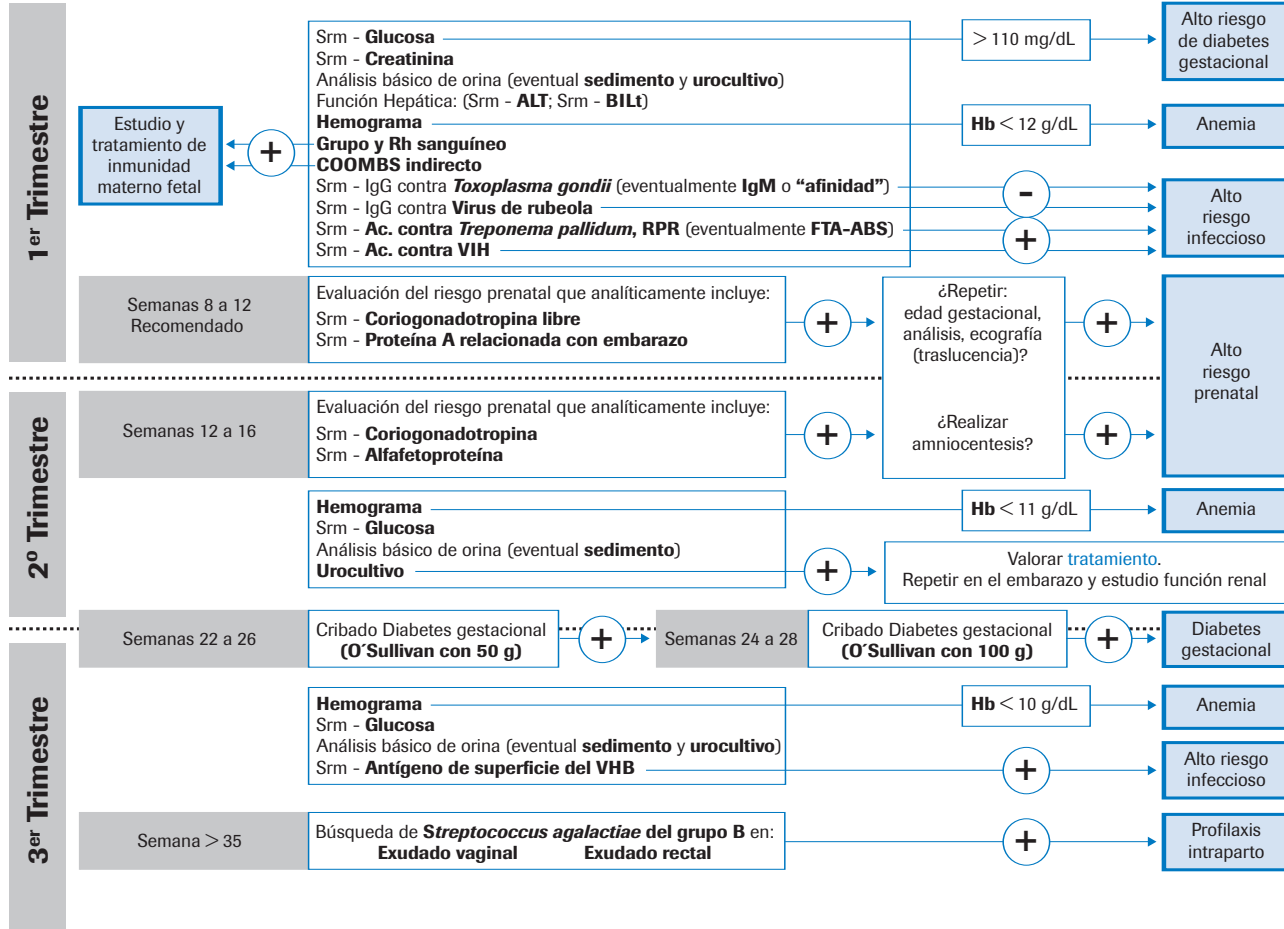 1er Trimestre
Srm - Glucosa
> 110 mg/dL
Alto riesgo
de diabetes
gestacional
Srm - Creatinina
Análisis básico de orina (eventual sedimento y urocultivo)
Función Hepática: (Srm - ALT; Srm - BILt)
Hemograma
Hb < 12 g/dL
Anemia
Estudio y
tratamiento de
inmunidad
materno fetal
+
Grupo y Rh sanguíneo
COOMBS indirecto
Srm - IgG contra Toxoplasma gondii (eventualmente IgM o “afinidad”)
Srm - IgG contra Virus de rubeola
-
Srm - Ac. contra Treponema pallidum, RPR (eventualmente FTA-ABS)
Srm - Ac. contra VIH
+
Alto
riesgo
infeccioso
Semanas 8 a 12
Recomendado
Evaluación del riesgo prenatal que analíticamente incluye:
Srm - Coriogonadotropina libre
Srm - Proteína A relacionada con embarazo
+
¿Repetir:
edad gestacional,
análisis, ecografía
(traslucencia)?
+
Alto
riesgo
prenatal
2º Trimestre
Semanas 12 a 16
Evaluación del riesgo prenatal que analíticamente incluye:
Srm - Coriogonadotropina
Srm - Alfafetoproteína
+
¿Realizar
amniocentesis?
+
Hemograma
Hb < 11 g/dL
Anemia
Srm - Glucosa
Análisis básico de orina (eventual sedimento)
Urocultivo
+
Valorar tratamiento.
Repetir en el embarazo y estudio función renal
Semanas 22 a 26
Cribado Diabetes gestacional
(O´Sullivan con 50 g)
+
Semanas 24 a 28
Cribado Diabetes gestacional
(O´Sullivan con 100 g)
+
Diabetes
gestacional
3er Trimestre
Hemograma
Hb < 10 g/dL
Anemia
Srm - Glucosa
Análisis básico de orina (eventual sedimento y urocultivo)
Srm - Antígeno de superficie del VHB
+
Alto riesgo
infeccioso
Semana > 35
Búsqueda de Streptococcus agalactiae del grupo B en:
Exudado vaginal Exudado rectal
+
Profilaxis
intraparto